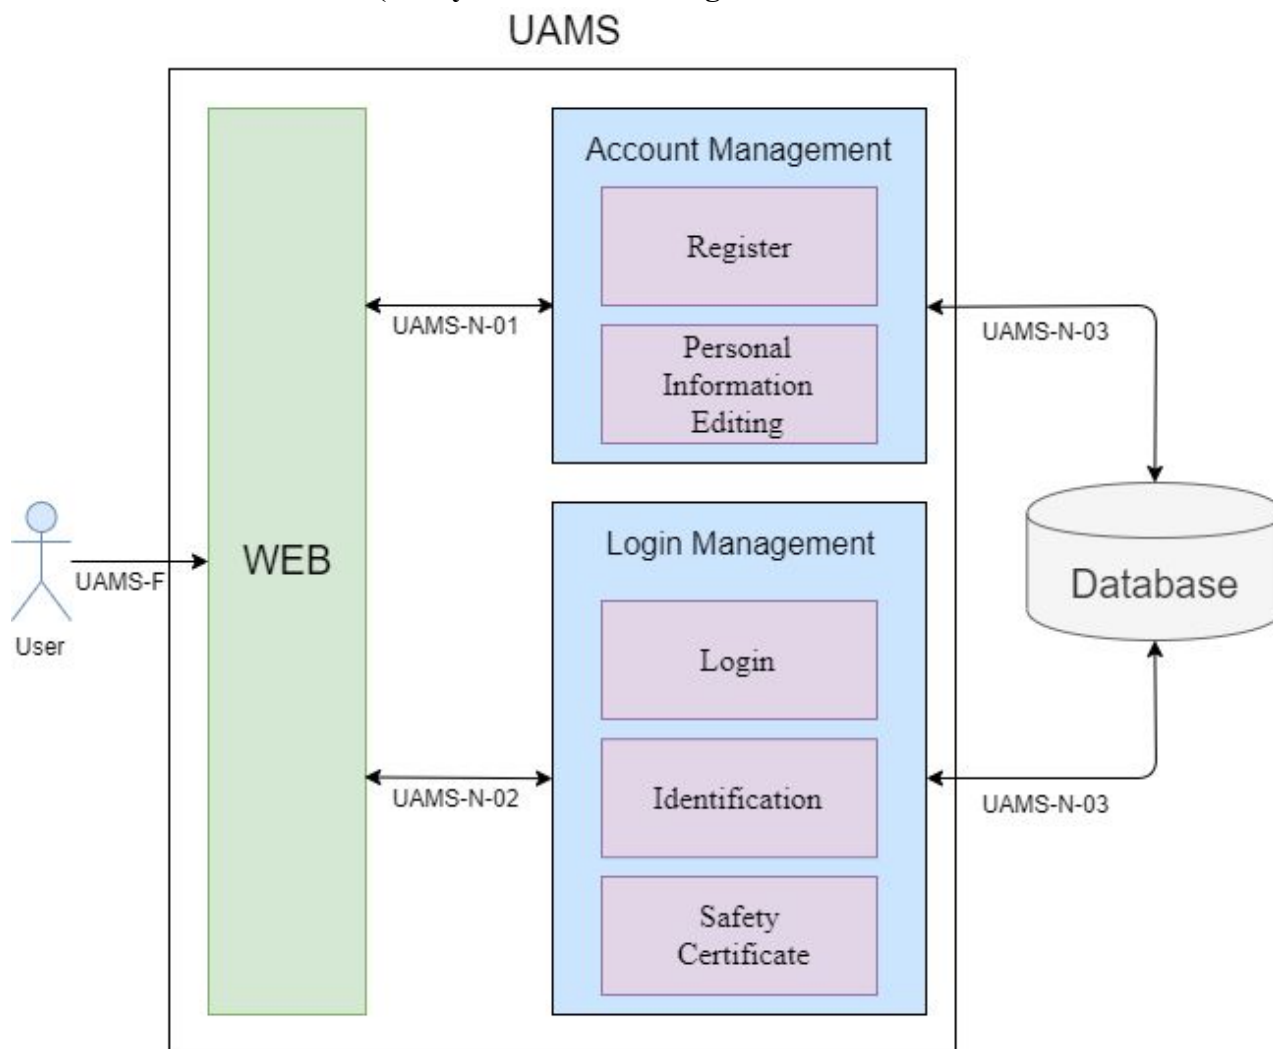 UAMS
Account Management
Register
UAMS-N-01
UAMS-N-03
Personal
Information
Editing
Login Management
WEB
UAMS-F
User
Database
Login
Identification
UAMS-N-02
UAMS-N-03
Safety
Certificate